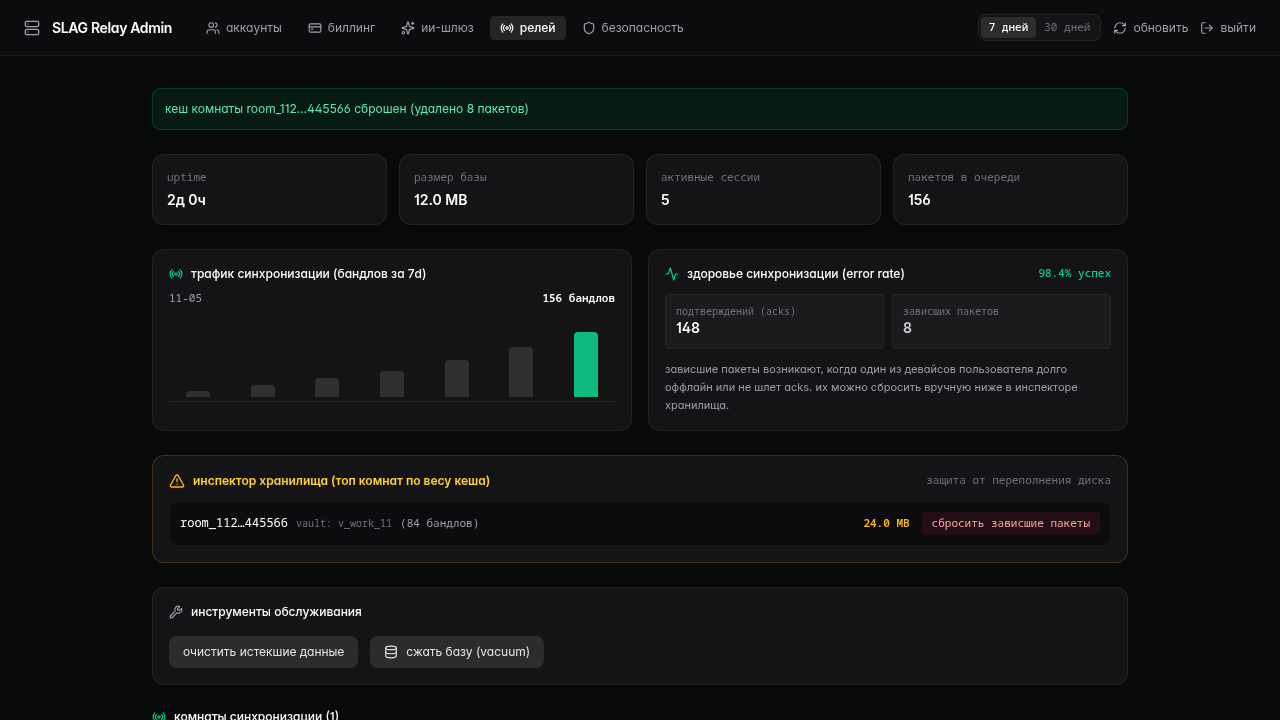 SLAG Relay Admin
аккаунты
биллинг
ии-шлюз
релей
безопасность
7 дней
30 дней
обновить
выйти
кеш комнаты room_112…445566 сброшен (удалено 8 пакетов)
uptime
2д 0ч
размер базы
12.0 MB
активные сессии
5
пакетов в очереди
156
трафик синхронизации (бандлов за 7d)
11-05
156 бандлов
здоровье синхронизации (error rate)
98.4% успех
подтверждений (acks)
148
зависших пакетов
8
зависшие пакеты возникают, когда один из девайсов пользователя долго
оффлайн или не шлет acks. их можно сбросить вручную ниже в инспекторе
хранилища.
инспектор хранилища (топ комнат по весу кеша)
защита от переполнения диска
room_112…445566 vault: v_work_11 (84 бандлов)
24.0 MB
сбросить зависшие пакеты
инструменты обслуживания
очистить истекшие данные
сжать базу (vacuum)
комнаты синхронизации (1)